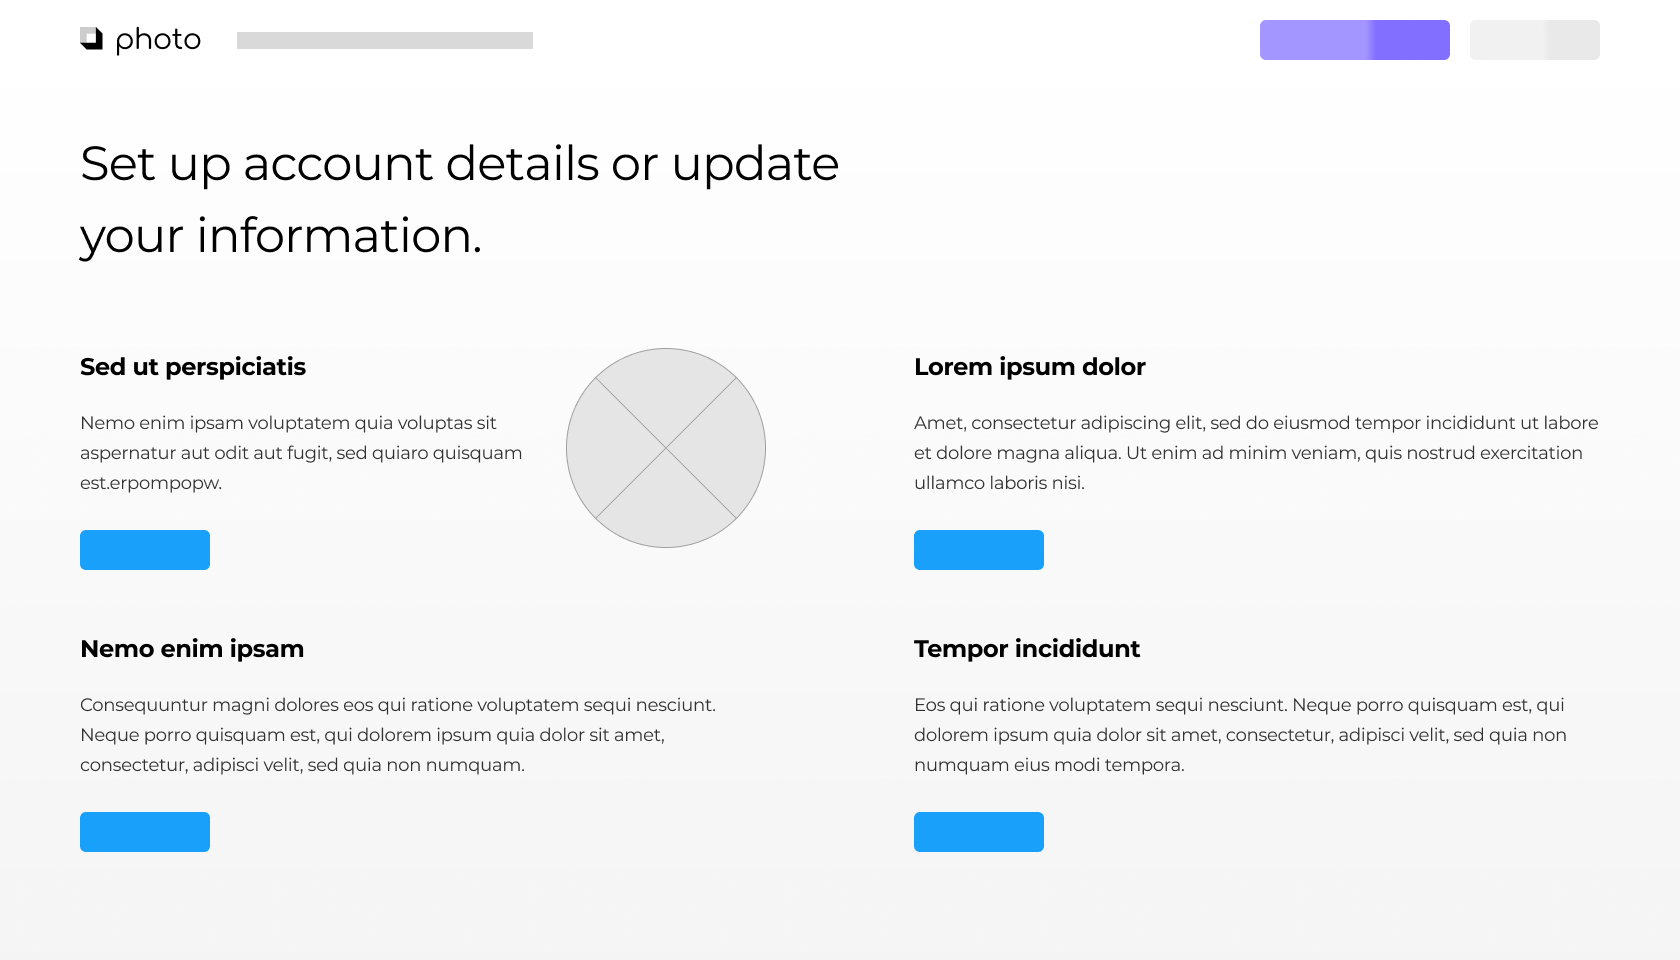 photo
Set up account details or update
your information.
Sed ut perspiciatis
Nemo enim ipsam voluptatem quia voluptas sit
aspernatur aut odit aut fugit, sed quiaro quisquam
est.erpompopw.
Lorem ipsum dolor
Amet, consectetur adipiscing elit, sed do eiusmod tempor incididunt ut labore
et dolore magna aliqua. Ut enim ad minim veniam, quis nostrud exercitation
ullamco laboris nisi.
Nemo enim ipsam
Consequuntur magni dolores eos qui ratione voluptatem sequi nesciunt.
Neque porro quisquam est, qui dolorem ipsum quia dolor sit amet,
consectetur, adipisci velit, sed quia non numquam.
Tempor incididunt
Eos qui ratione voluptatem sequi nesciunt. Neque porro quisquam est, qui
dolorem ipsum quia dolor sit amet, consectetur, adipisci velit, sed quia non
numquam eius modi tempora.